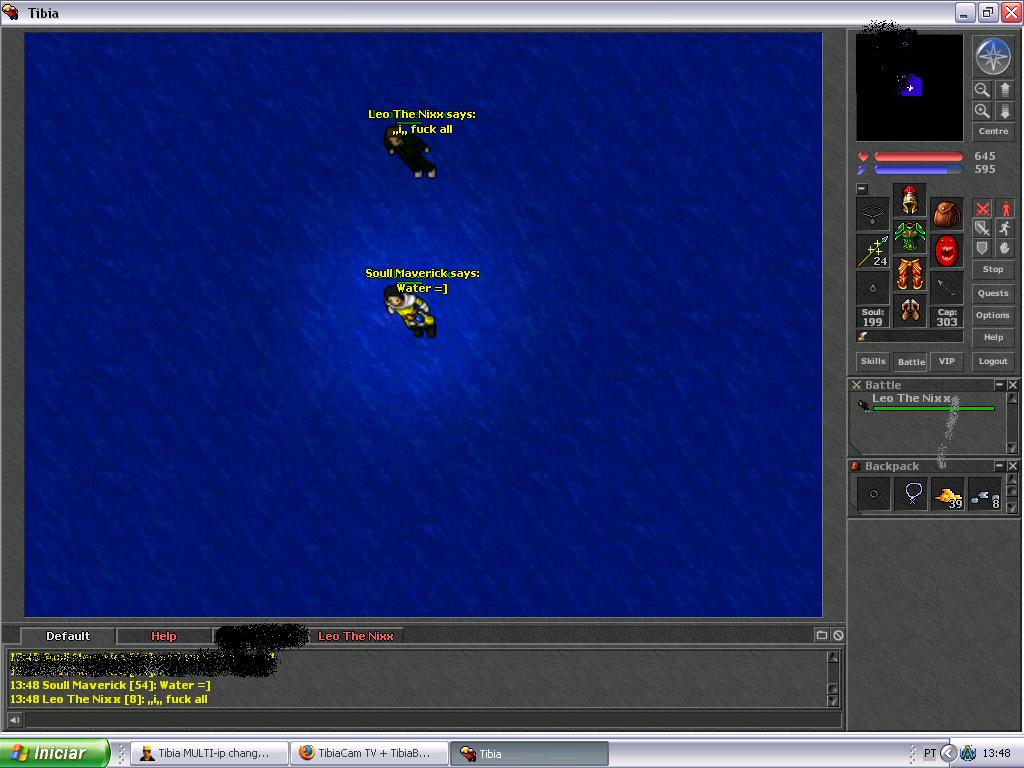 Tibia
Leo The Nixx says:
„i„ fuck all
Soull Maverick says:
Water =]
Centre
645
595
24
Soul:
199
Cap:
303
Stop
Quests
Options
Help
Skills Battle VIP Logout
Battle
Leo The Nixx
Backpack
39 8
Default Help Leo The Nixx
13:48 Soull Maverick [54]: Water =]
13:48 Leo The Nixx [8]: „i„ fuck all
Iniciar Tibia MULTI-ip chang... TibiaCam TV + TibiaB... Tibia PT 13:48